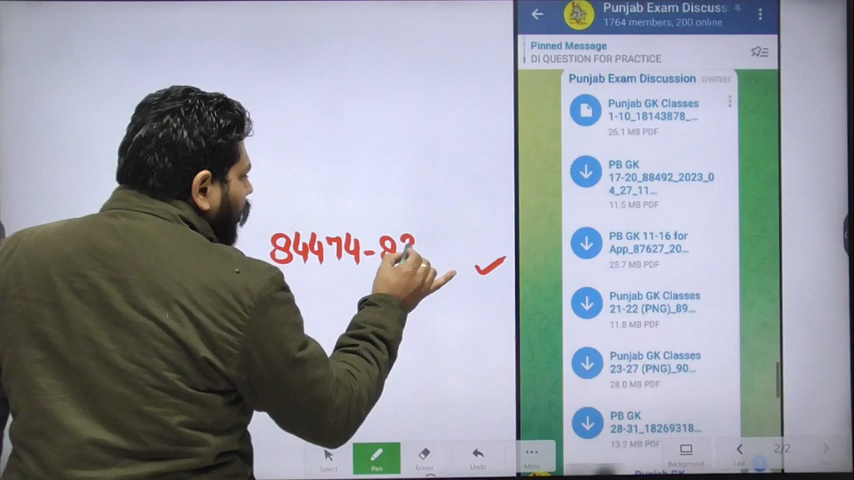 84474-93
Punjab Exam Discuss
1764 members, 200 online
Pinned Message
DI QUESTION FOR PRACTICE
Punjab Exam Discussion owner
Punjab GK Classes
1-10_18143878_...
26.1 MB PDF
PB GK
17-20_88492_2023_0
4_27_11...
11.5 MB PDF
PB GK 11-16 for
App_87627_20...
25.7 MB PDF
Punjab GK Classes
21-22 (PNG)_89...
11.8 MB PDF
Punjab GK Classes
23-27 (PNG)_90...
28.0 MB PDF
PB GK
28-31_18269318...
13.2 MB PDF
Select
Pen
Eraser
Undo
More
Background
2/2